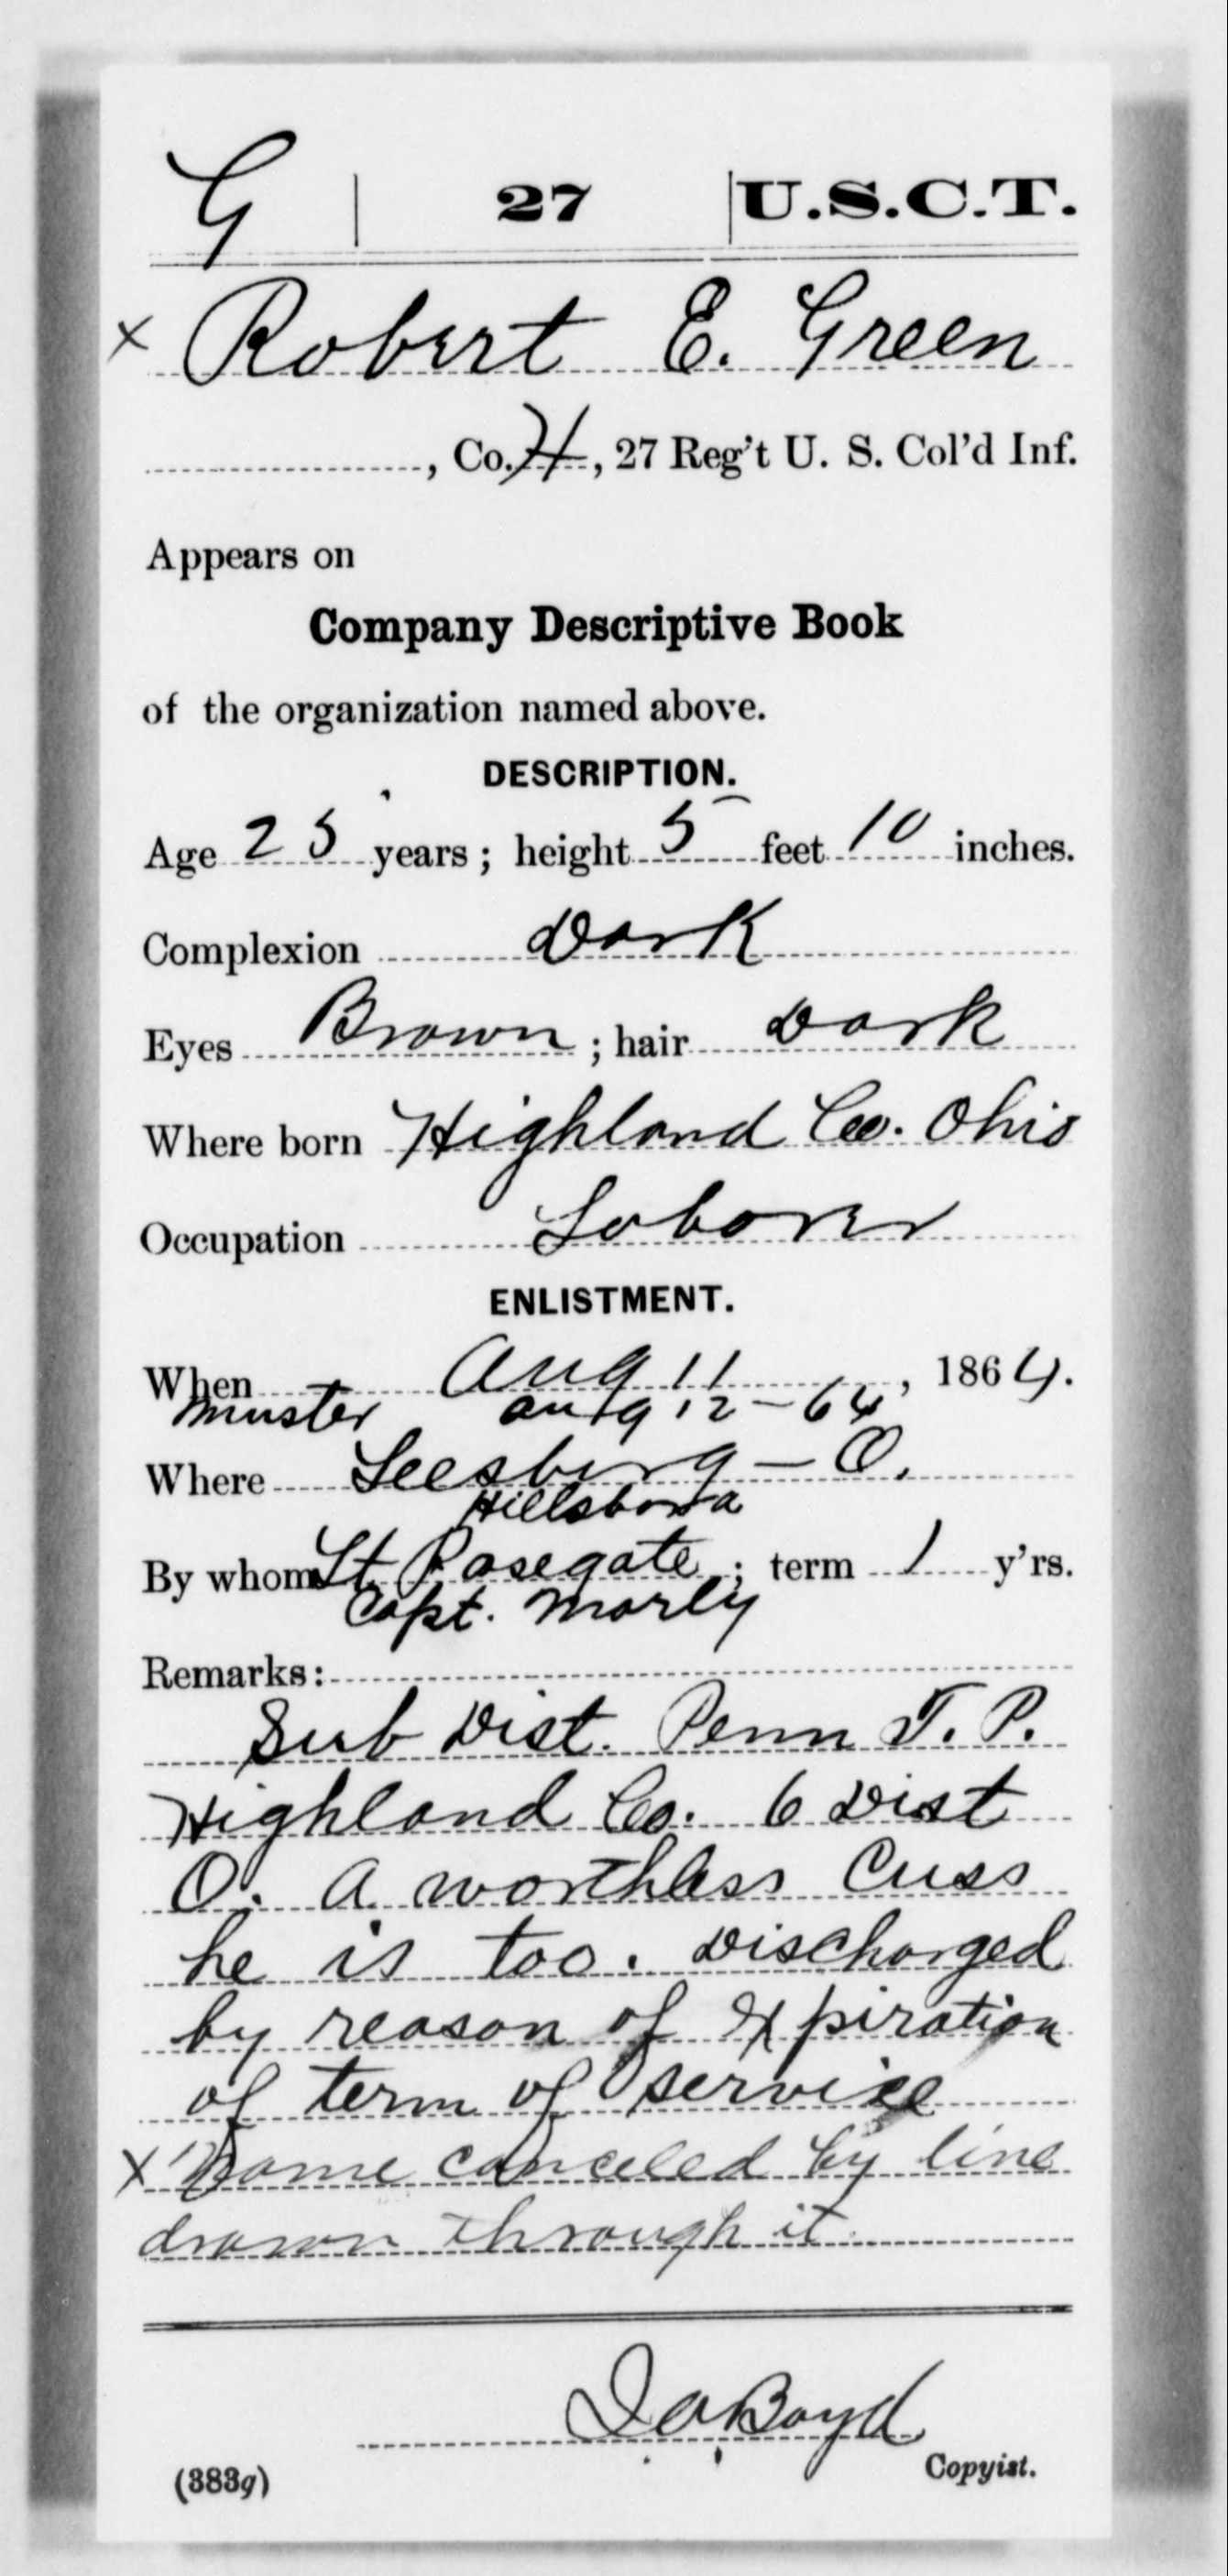 G | 27 | U.S.C.T.
x Robert E. Green
, Co. H, 27 Reg't U. S. Col'd Inf.
Appears on
Company Descriptive Book
of the organization named above.
DESCRIPTION.
Age 25 years; height 5 feet 10 inches.
Complexion Dark
Eyes Brown; hair Dark
Where born Highland Co. Ohio
Occupation Laborer
ENLISTMENT.
When Aug 11, 1864.
Muster Aug 12-64
Where Leesburg - O.
Hillsboro
By whom Lt Rosegate; term 1 y'rs.
Capt. Marly
Remarks:
Sub Dist. Penn T. P.
Highland Co. 6 Dist
O. A worthless Cuss
he is too. Discharged
by reason of Expiration
of term of service
x Name canceled by line
drawn through it.
Boyd
Copyist.
(383g)